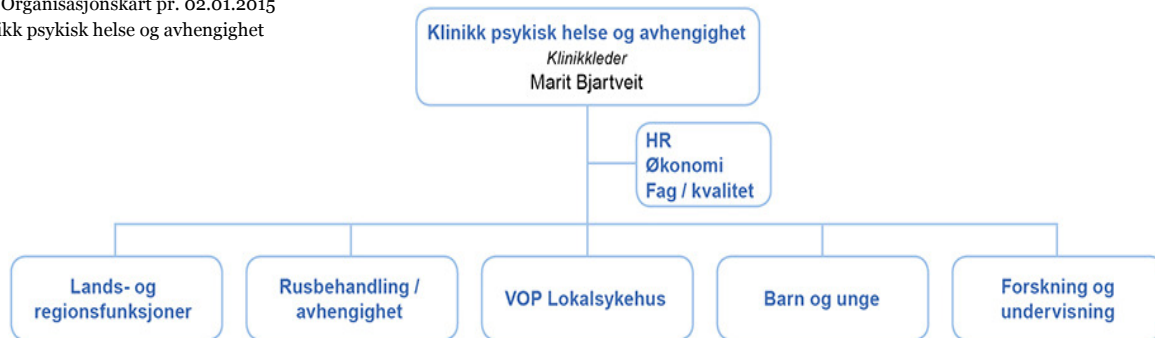 Organisasjonskart pr. 02.01.2015
ikk psykisk helse og avhengighet
Klinikk psykisk helse og avhengighet
Klinikkleder
Marit Bjartveit
HR
Økonomi
Fag / kvalitet
Lands- og
regionsfunksjoner
Rusbehandling /
avhengighet
VOP Lokalsykehus
Barn og unge
Forskning og
undervisning